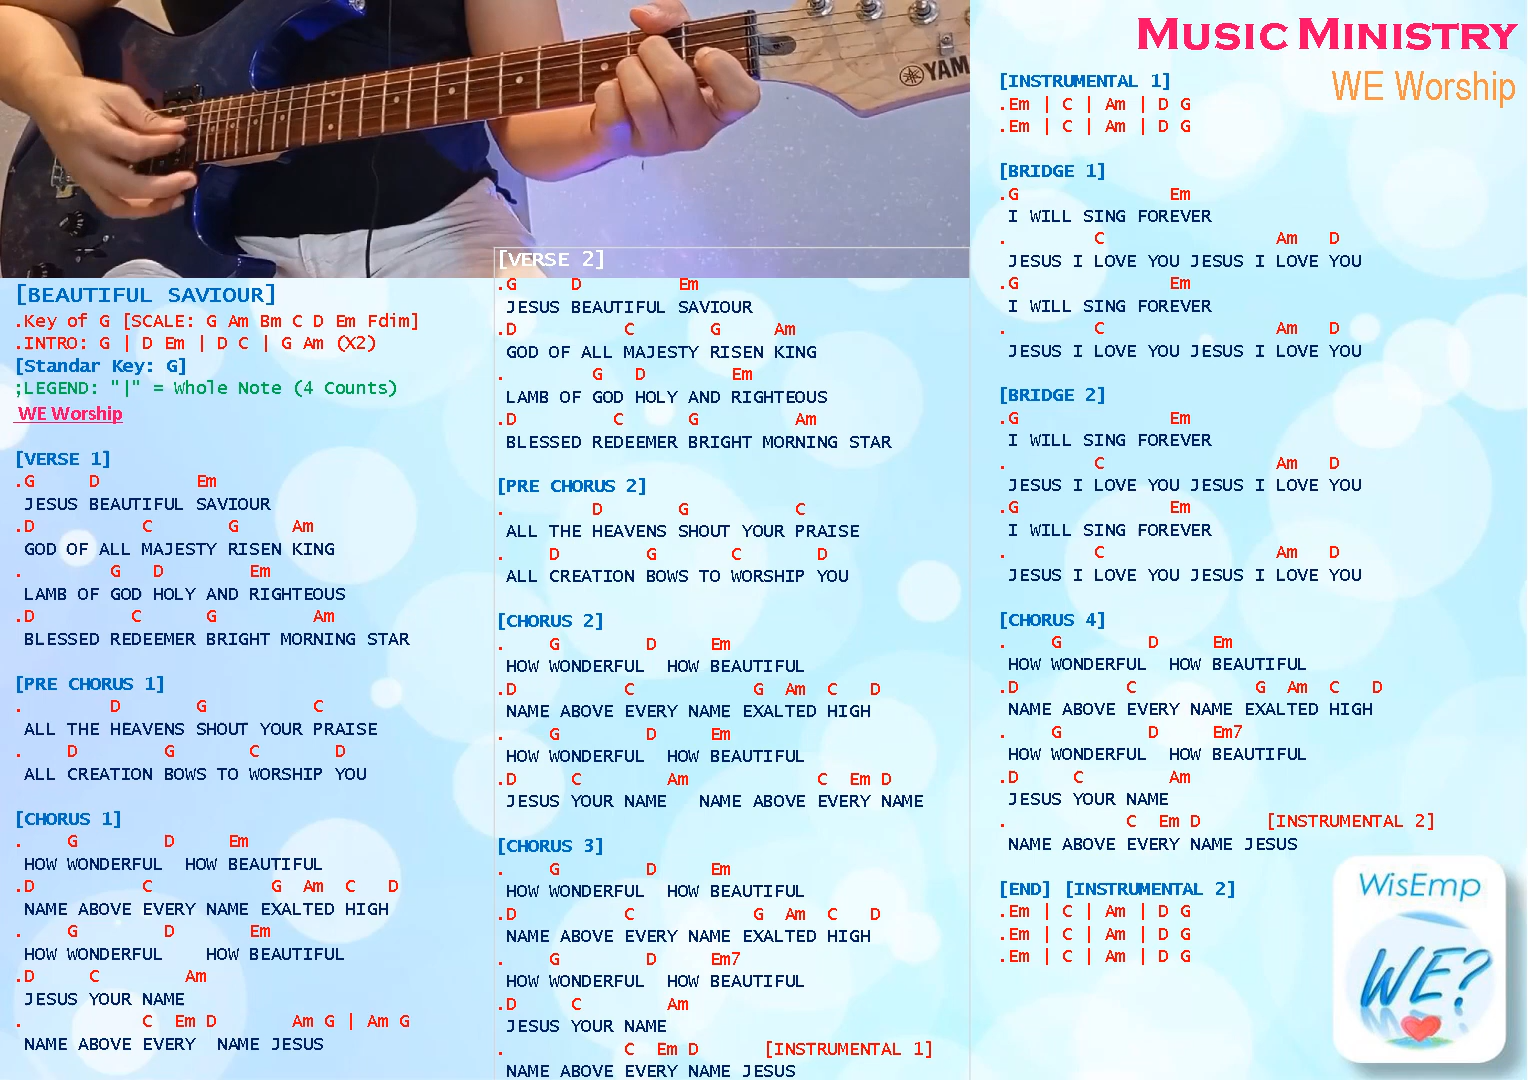 YAM
[BEAUTIFUL SAVIOUR]
.Key of G [SCALE: G Am Bm C D Em Fdim]
.INTRO: G | D Em | D C | G Am (X2)
[Standar Key: G]
;LEGEND: "|" = Whole Note (4 Counts)
WE Worship
[VERSE 1]
.G     D         Em
JESUS BEAUTIFUL SAVIOUR
.D          C       G     Am
GOD OF ALL MAJESTY RISEN KING
.        G   D        Em
LAMB OF GOD HOLY AND RIGHTEOUS
.D         C      G         Am
BLESSED REDEEMER BRIGHT MORNING STAR
[PRE CHORUS 1]
.        D       G          C
ALL THE HEAVENS SHOUT YOUR PRAISE
.    D        G       C       D
ALL CREATION BOWS TO WORSHIP YOU
[CHORUS 1]
.    G        D     Em
HOW WONDERFUL  HOW BEAUTIFUL
.D          C           G  Am  C   D
NAME ABOVE EVERY NAME EXALTED HIGH
.    G        D       Em
HOW WONDERFUL    HOW BEAUTIFUL
.D     C        Am
JESUS YOUR NAME
.           C  Em D       Am G | Am G
NAME ABOVE EVERY  NAME JESUS
[VERSE 2]
.G     D         Em
JESUS BEAUTIFUL SAVIOUR
.D          C       G     Am
GOD OF ALL MAJESTY RISEN KING
.        G   D        Em
LAMB OF GOD HOLY AND RIGHTEOUS
.D         C      G         Am
BLESSED REDEEMER BRIGHT MORNING STAR
[PRE CHORUS 2]
.        D       G          C
ALL THE HEAVENS SHOUT YOUR PRAISE
.    D        G       C       D
ALL CREATION BOWS TO WORSHIP YOU
[CHORUS 2]
.    G        D     Em
HOW WONDERFUL  HOW BEAUTIFUL
.D          C           G  Am  C   D
NAME ABOVE EVERY NAME EXALTED HIGH
.    G        D     Em
HOW WONDERFUL  HOW BEAUTIFUL
.D     C        Am            C  Em D
JESUS YOUR NAME   NAME ABOVE EVERY NAME
[CHORUS 3]
.    G        D     Em
HOW WONDERFUL  HOW BEAUTIFUL
.D          C           G  Am  C   D
NAME ABOVE EVERY NAME EXALTED HIGH
.    G        D     Em7
HOW WONDERFUL  HOW BEAUTIFUL
.D     C        Am
JESUS YOUR NAME
.           C  Em D      [INSTRUMENTAL 1]
NAME ABOVE EVERY NAME JESUS
MUSIC MINISTRY
WE Worship
[INSTRUMENTAL 1]
.Em | C | Am | D G
.Em | C | Am | D G
[BRIDGE 1]
.G              Em
I WILL SING FOREVER
.        C                Am   D
JESUS I LOVE YOU JESUS I LOVE YOU
.G              Em
I WILL SING FOREVER
.        C                Am   D
JESUS I LOVE YOU JESUS I LOVE YOU
[BRIDGE 2]
.G              Em
I WILL SING FOREVER
.        C                Am   D
JESUS I LOVE YOU JESUS I LOVE YOU
.G              Em
I WILL SING FOREVER
.        C                Am   D
JESUS I LOVE YOU JESUS I LOVE YOU
[CHORUS 4]
.    G        D     Em
HOW WONDERFUL  HOW BEAUTIFUL
.D          C           G  Am  C   D
NAME ABOVE EVERY NAME EXALTED HIGH
.    G        D     Em7
HOW WONDERFUL  HOW BEAUTIFUL
.D     C        Am
JESUS YOUR NAME
.           C  Em D      [INSTRUMENTAL 2]
NAME ABOVE EVERY NAME JESUS
[END] [INSTRUMENTAL 2]
.Em | C | Am | D G
.Em | C | Am | D G
.Em | C | Am | D G
WisEmp
WE?